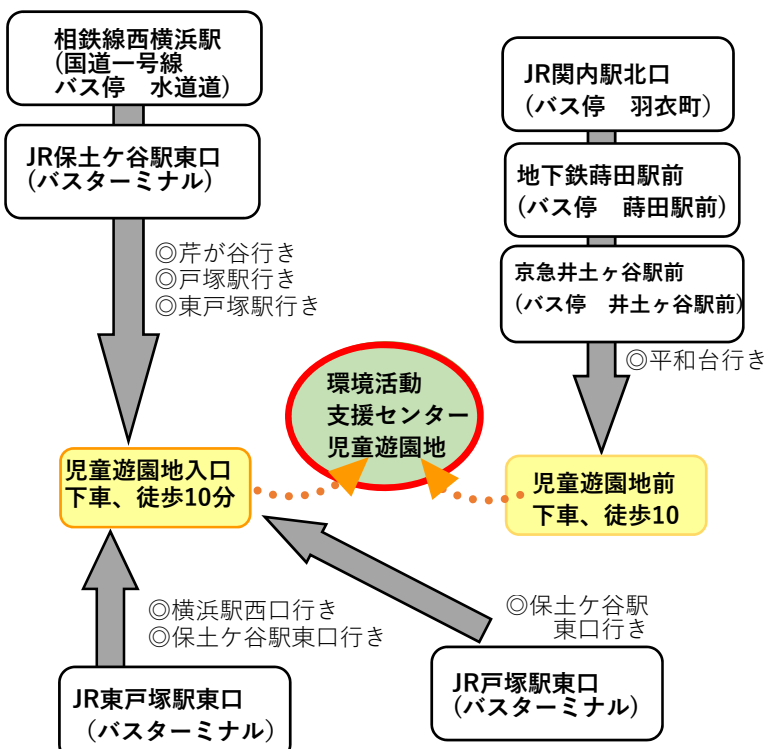 相鉄線西横浜駅
(国道一号線
バス停　水道道)
JR保土ケ谷駅東口
(バスターミナル)
◎芹が谷行き
◎戸塚駅行き
◎東戸塚駅行き
JR関内駅北口
(バス停　羽衣町)
地下鉄蒔田駅前
(バス停　蒔田駅前)
京急井土ヶ谷駅前
(バス停　井土ヶ谷駅前)
◎平和台行き
環境活動
支援センター
児童遊園地
児童遊園地入口
下車、徒歩10分
児童遊園地前
下車、徒歩10
◎横浜駅西口行き
◎保土ケ谷駅東口行き
◎保土ケ谷駅
東口行き
JR東戸塚駅東口
（バスターミナル）
JR戸塚駅東口
(バスターミナル)